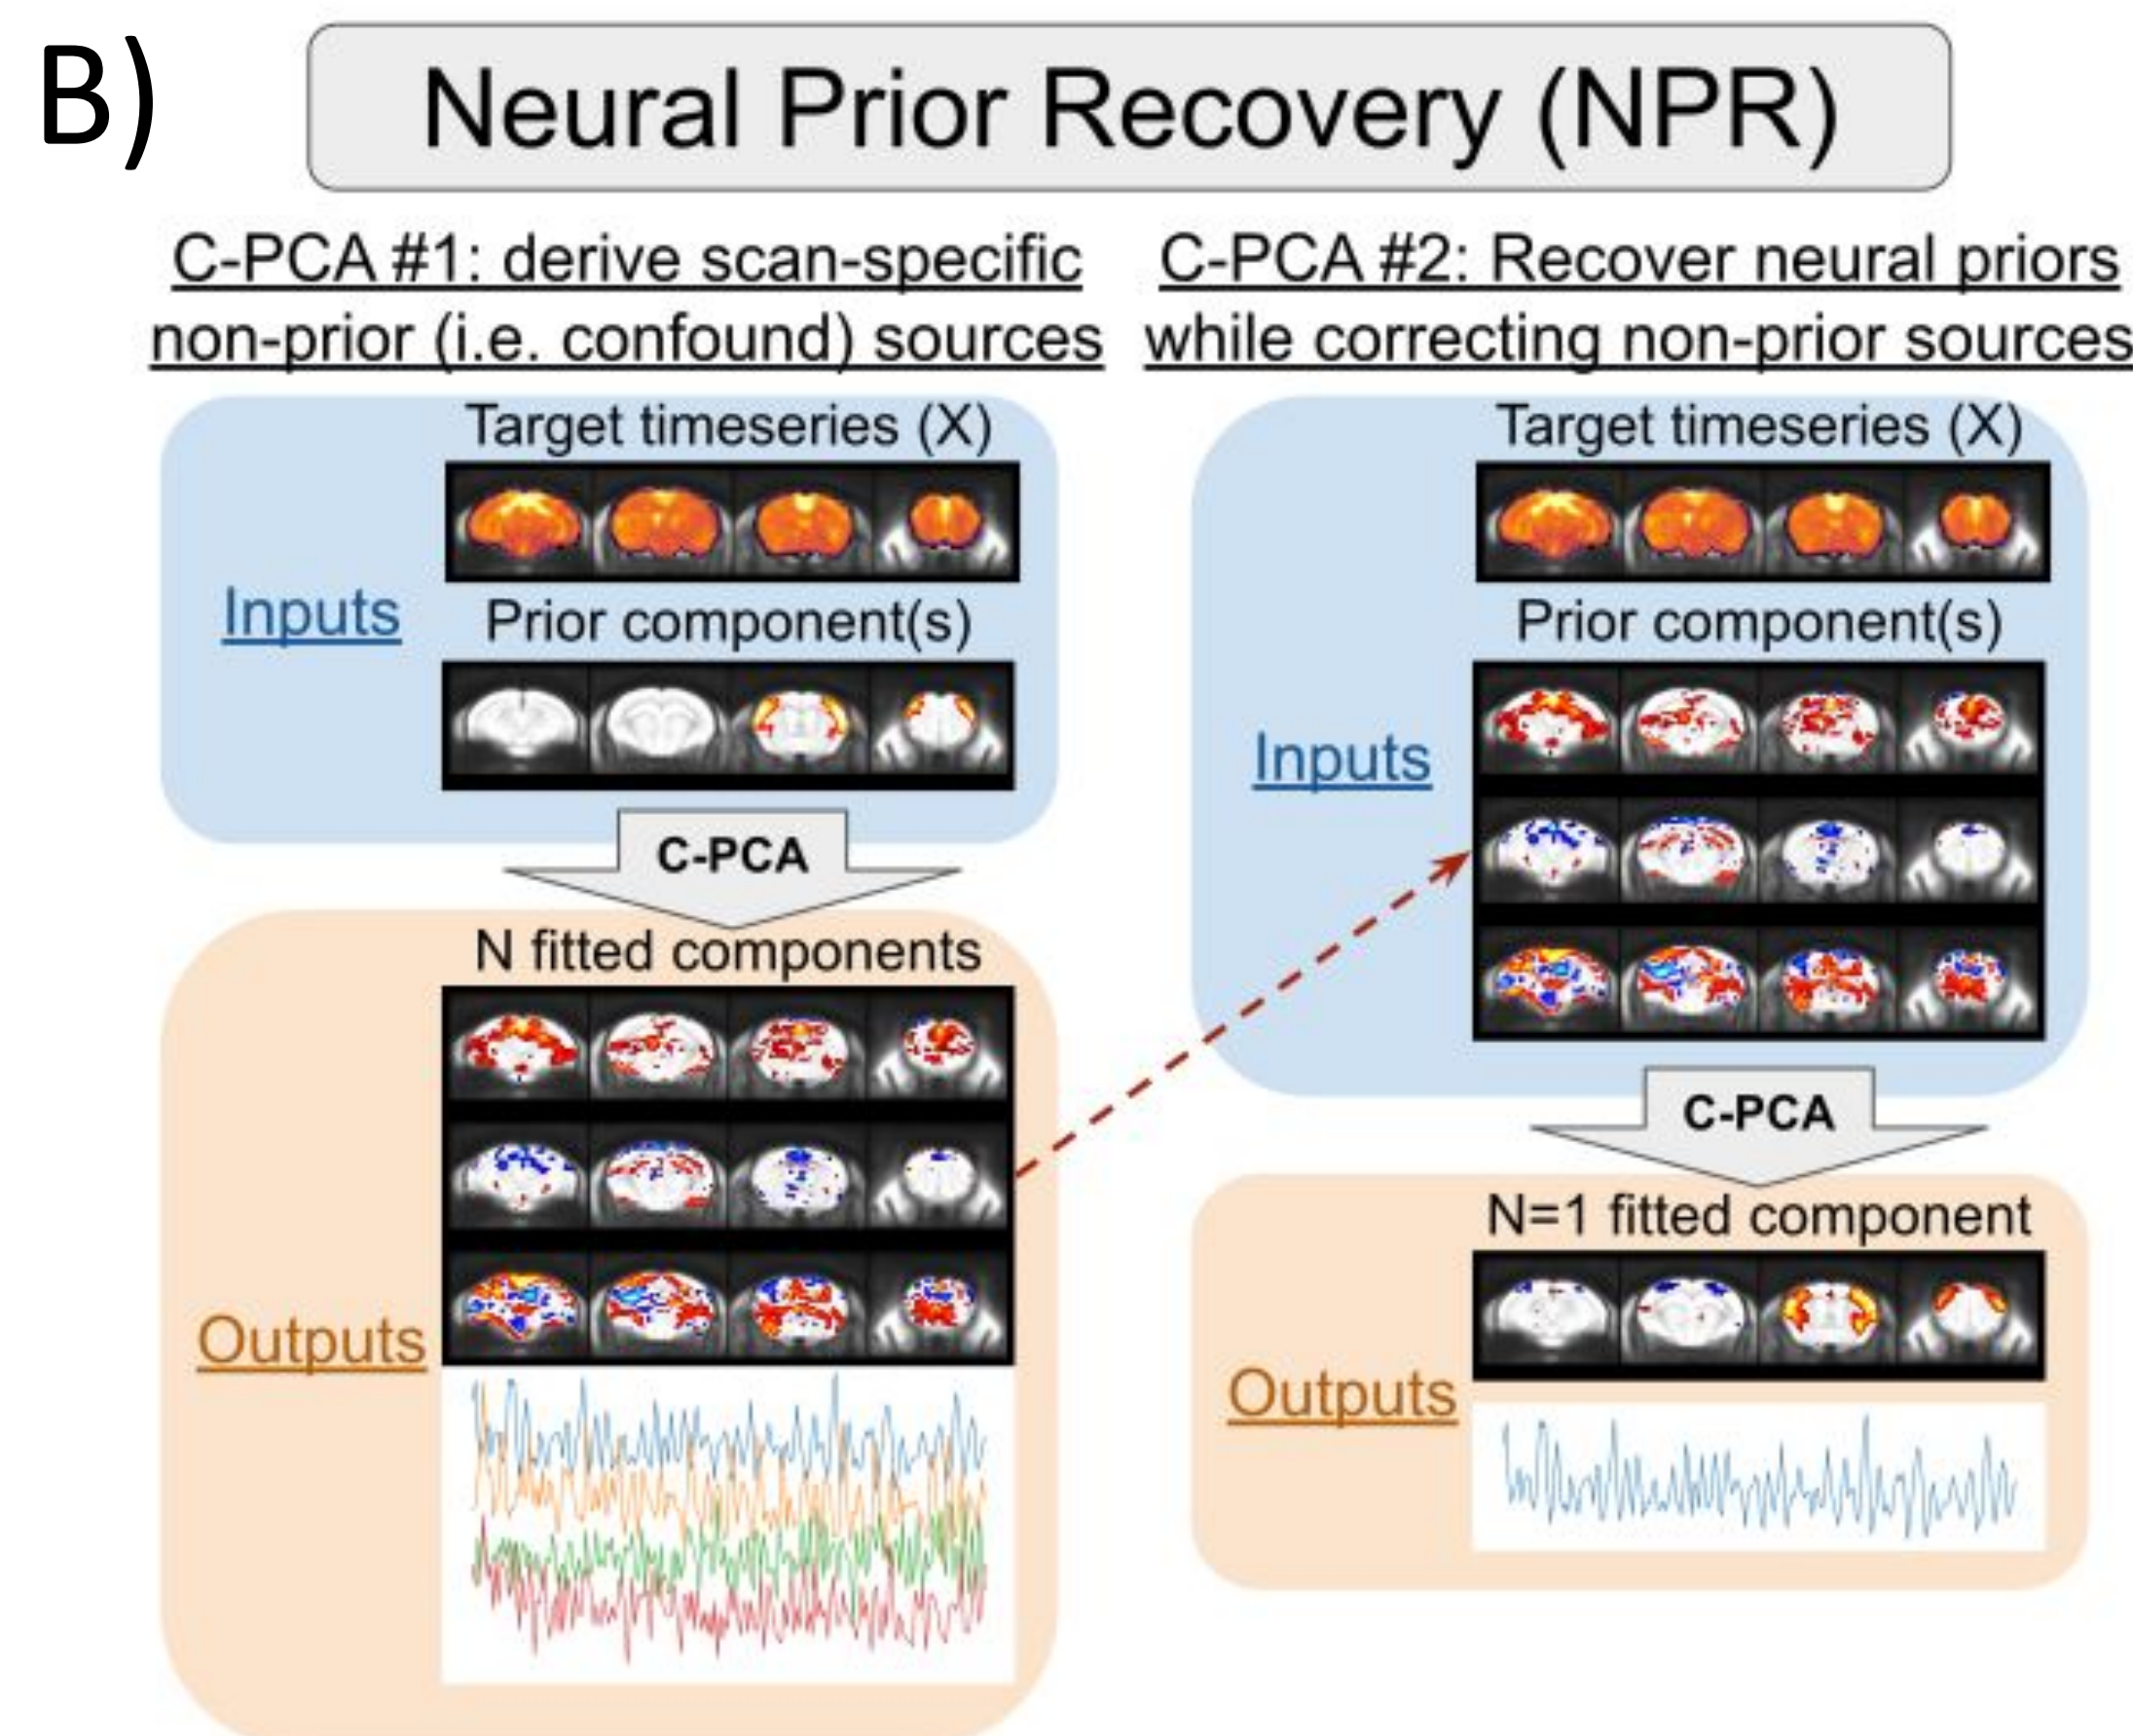 B)
Neural Prior Recovery (NPR)
C-PCA #1: derive scan-specific
non-prior (i.e. confound) sources
Target timeseries (X)
Inputs
Prior component(s)
C-PCA
N fitted components
Outputs
C-PCA #2: Recover neural priors
while correcting non-prior sources
Target timeseries (X)
Prior component(s)
Inputs
C-PCA
N=1 fitted component
Outputs